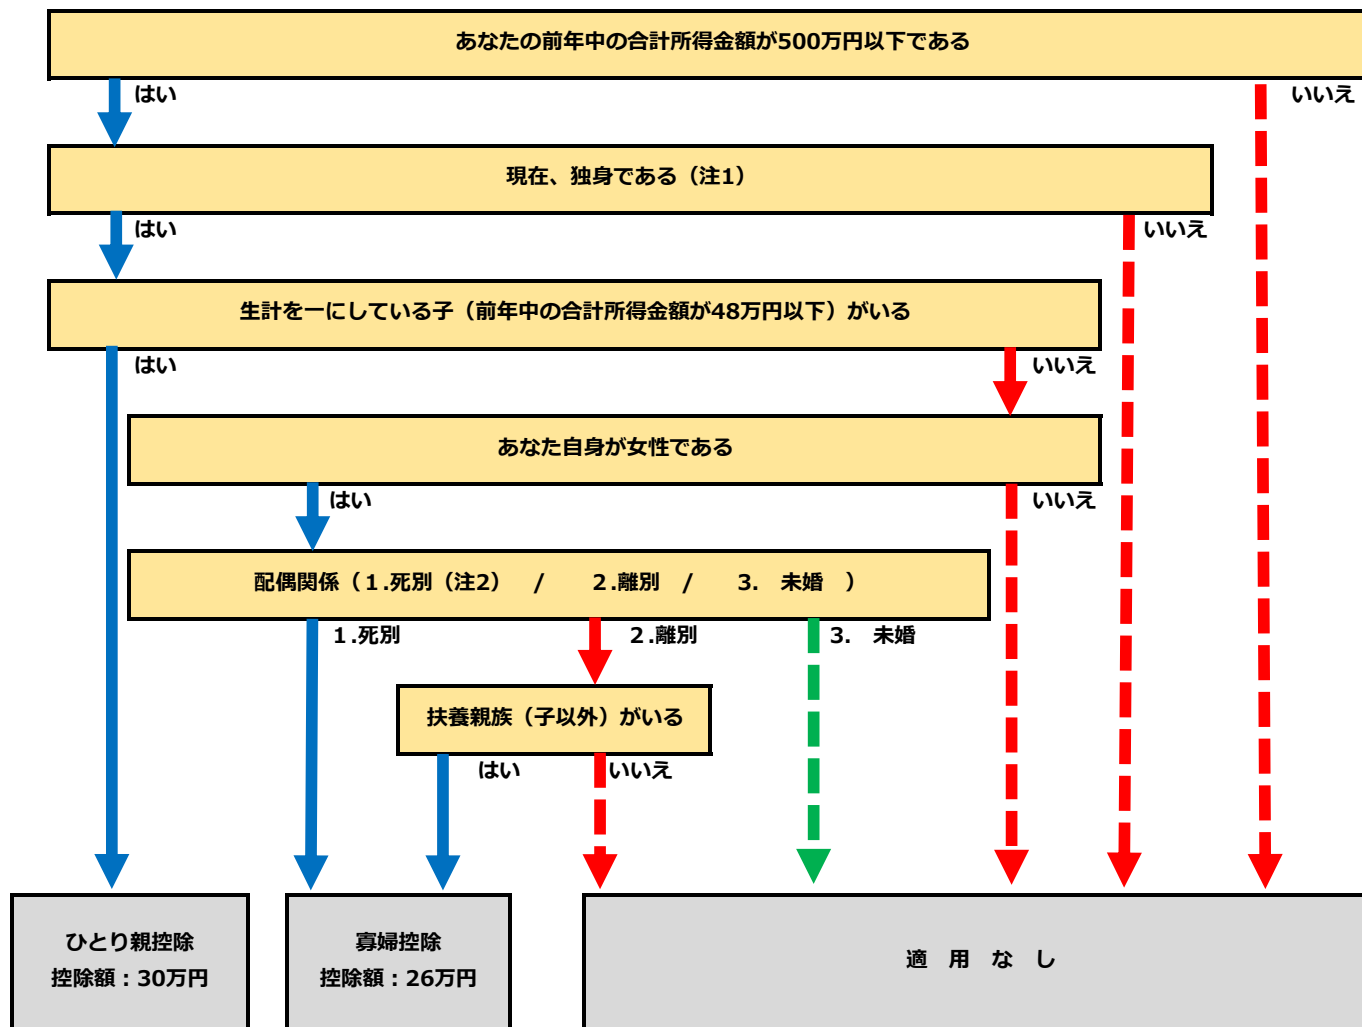 あなたの前年中の合計所得金額が500万円以下である
はい
いいえ
現在、独身である（注1）
はい
いいえ
生計を一にしている子（前年中の合計所得金額が48万円以下）がいる
はい
いいえ
あなた自身が女性である
はい
いいえ
配偶関係（１.死別（注2）　/　２.離別　/　3.　未婚　）
１.死別
２.離別
3.　未婚
扶養親族（子以外）がいる
はい
いいえ
ひとり親控除
控除額：30万円
寡婦控除
控除額：26万円
適　用　な　し